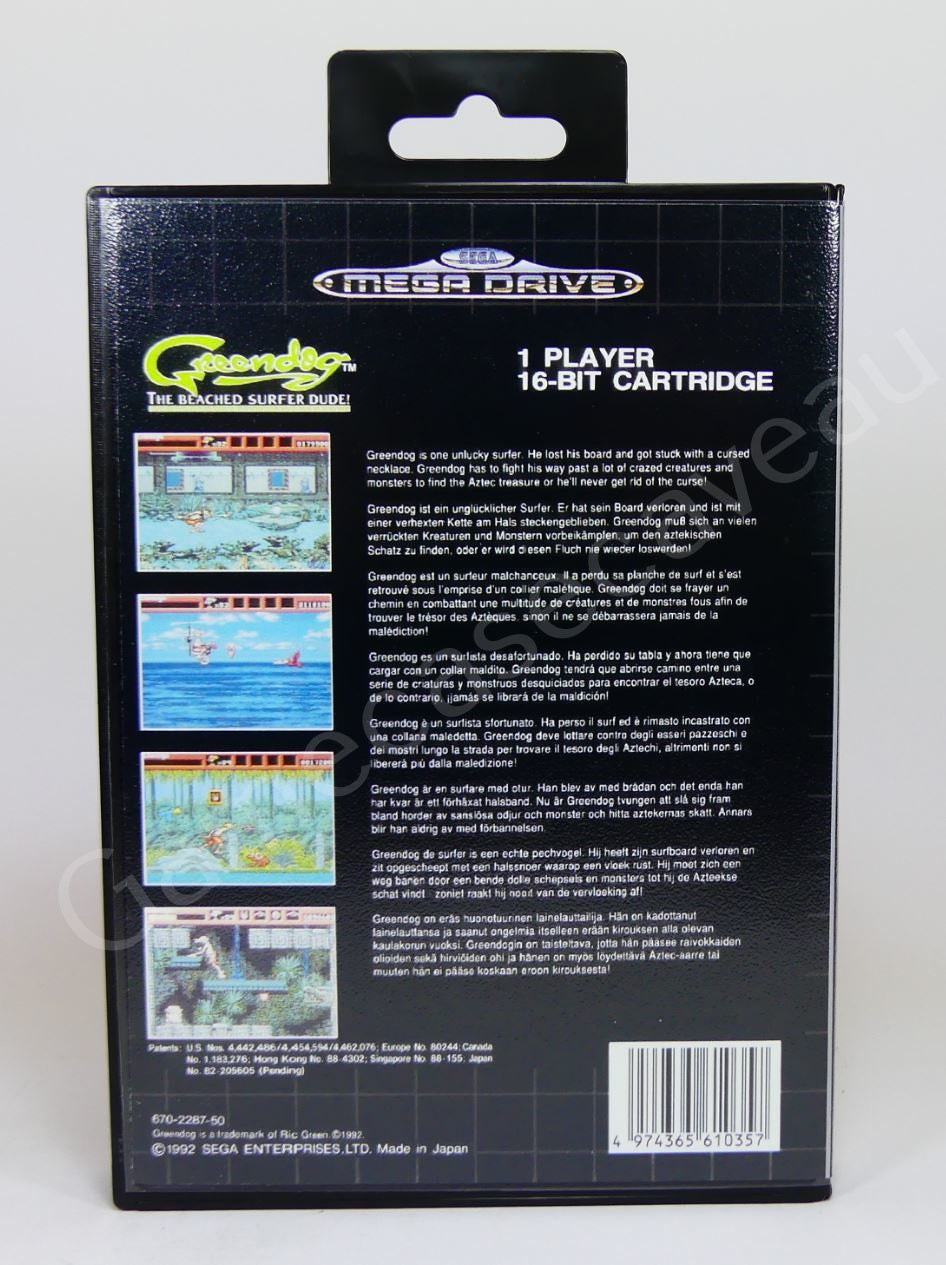 SEGA
MEGA DRIVE
Greendog™
THE BEACHED SURFER DUDE!
1 PLAYER
16-BIT CARTRIDGE
Greendog is one unlucky surfer. He lost his board and got stuck with a cursed
necklace. Greendog has to fight his way past a lot of crazed creatures and
monsters to find the Aztec treasure or he'll never get rid of the curse!
Greendog ist ein unglücklicher Surfer. Er hat sein Board verloren und ist mit
einer verhexten Kette am Hals steckengeblieben. Greendog muß sich an vielen
verrückten Kreaturen und Monstern vorbeikämpfen, um den aztekischen
Schatz zu finden, oder er wird diesen Fluch nie wieder loswerden!
Greendog est un surfeur malchanceux. Il a perdu sa planche de surf et s'est
retrouvé sous l'emprise d'un collier maléfique. Greendog doit se frayer un
chemin en combattant une multitude de créatures et de monstres fous afin de
trouver le trésor des Aztèques, sinon il ne se débarrassera jamais de la
malédiction!
Greendog es un surfista desafortunado. Ha perdido su tabla y ahora tiene que
cargar con un collar maldito. Greendog tendrá que abrirse camino entre una
serie de criaturas y monstruos desquiciados para encontrar el tesoro Azteca, o
de lo contrario, ¡jamás se librará de la maldición!
Greendog è un surfista sfortunato. Ha perso il surf ed è rimasto incastrato con
una collana maledetta. Greendog deve lottare contro degli esseri pazzeschi e
dei mostri lungo la strada per trovare il tesoro degli Aztechi, altrimenti non si
libererà più dalla maledizione!
Greendog är en surfare med otur. Han blev av med brädan och det enda han
har kvar är ett förhäxat halsband. Nu är Greendog tvungen att slå sig fram
bland horder av sanslösa odjur och monster och hitta aztekernas skatt. Annars
blir han aldrig av med förbannelsen.
Greendog de surfer is een echte pechvogel. Hij heeft zijn surfboard verloren en
zit opgescheept met een halssnoer waarop een vloek rust. Hij moet zich een
weg banen door een bende dolle schepsels en monsters tot hij de Azteekse
schat vindt - zoniet raakt hij nooit van de vervloeking af!
Greendog on eräs huonotuurinen lainelauttailija. Hän on kadottanut
lainelauttansa ja saanut ongelmia itselleen erään kirouksen alla olevan
kaulakorun vuoksi. Greendogin on taisteltava, jotta hän pääsee raivokkaiden
olioiden sekä hirviöiden ohi ja hänen on myös löydettävä Aztec-aarre tai
muuten hän ei pääse koskaan eroon kirouksesta!
Patents: U.S. Nos. 4,442,486/4,454,594/4,462,076; Europe No. 80244; Canada
No. 1,183,276; Hong Kong No. 88-4302; Singapore No. 88-155; Japan
No. 82-205605 (Pending)
670-2287-50
Greendog is a trademark of Ric Green.©1992.
©1992 SEGA ENTERPRISES,LTD. Made in Japan
4 974365 610357